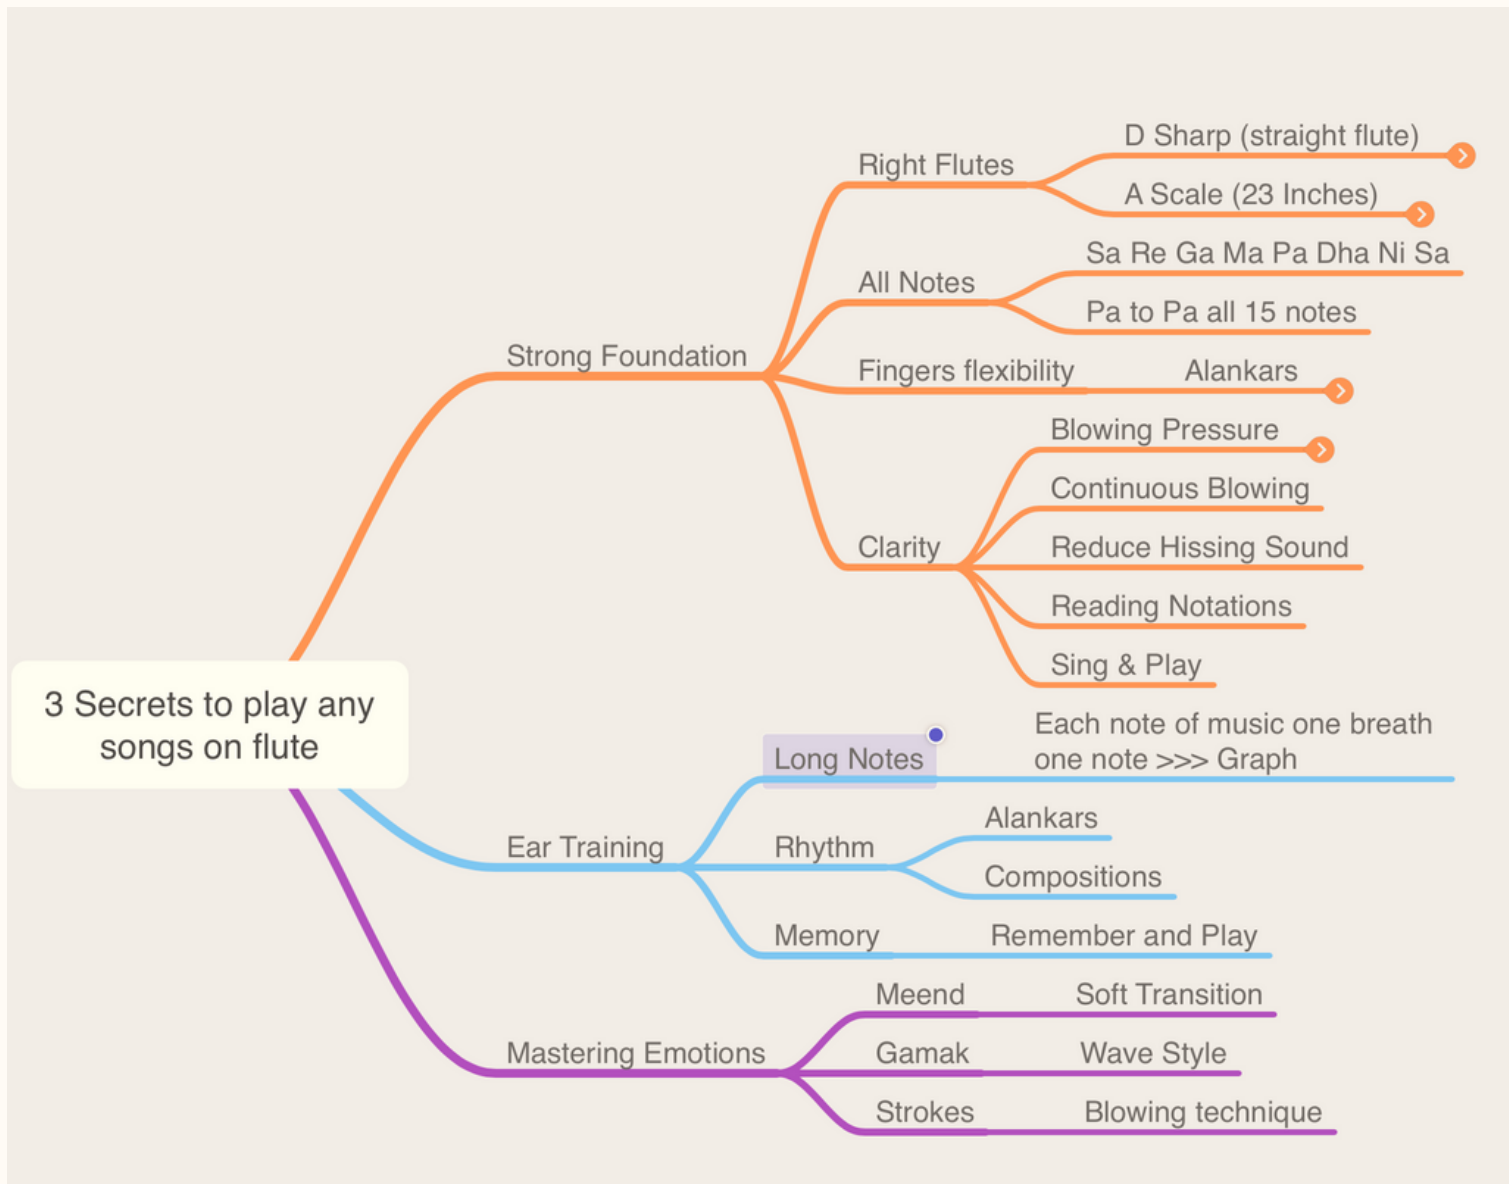 3 Secrets to play any
songs on flute
Strong Foundation
Right Flutes
D Sharp (straight flute)
A Scale (23 Inches)
All Notes
Sa Re Ga Ma Pa Dha Ni Sa
Pa to Pa all 15 notes
Fingers flexibility
Alankars
Clarity
Blowing Pressure
Continuous Blowing
Reduce Hissing Sound
Reading Notations
Sing & Play
Ear Training
Long Notes
Each note of music one breath
one note >>> Graph
Rhythm
Alankars
Compositions
Memory
Remember and Play
Mastering Emotions
Meend
Soft Transition
Gamak
Wave Style
Strokes
Blowing technique